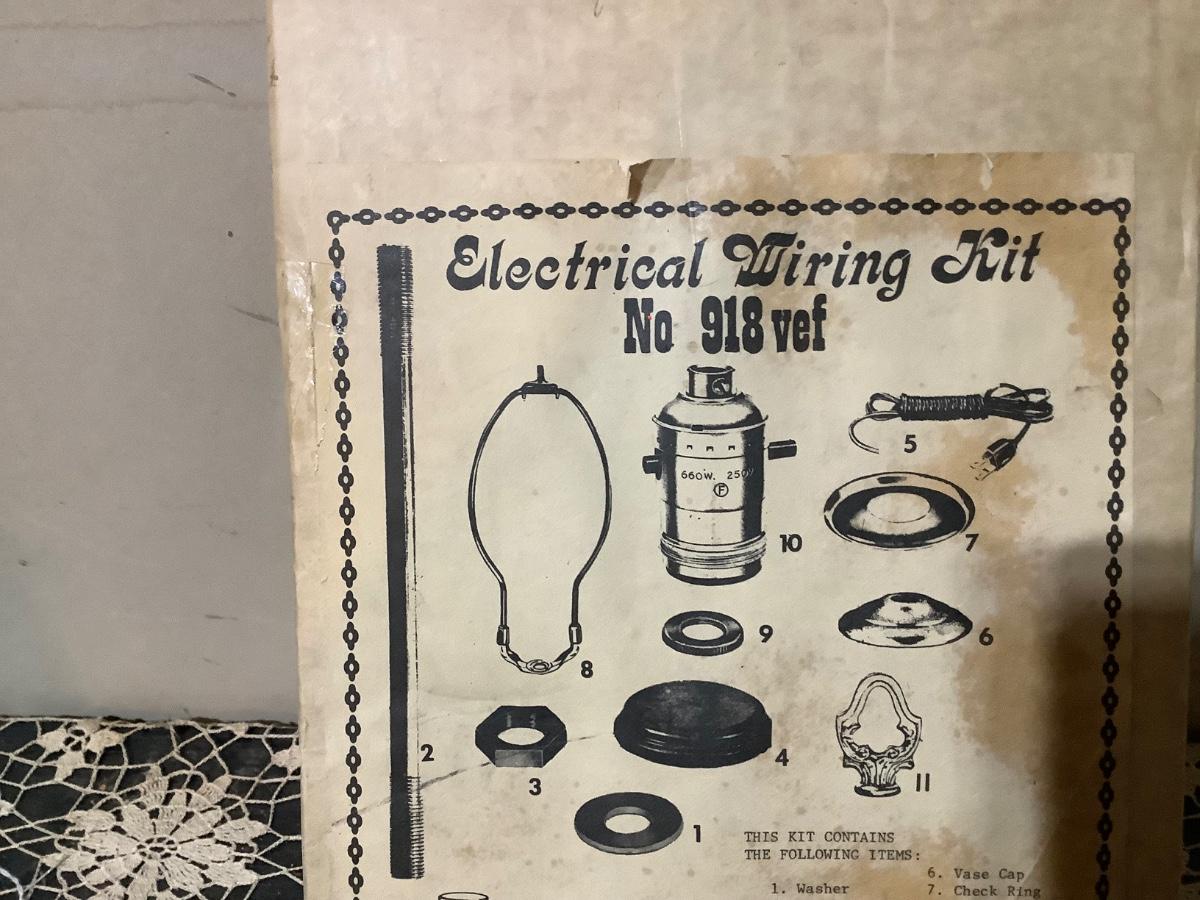 Electrical Wiring Kit
No 918 vef
660W. 250V
F
5
10
7
9
6
8
2
3
4
11
1
THIS KIT CONTAINS
THE FOLLOWING ITEMS:
1. Washer
6. Vase Cap
7. Check Ring